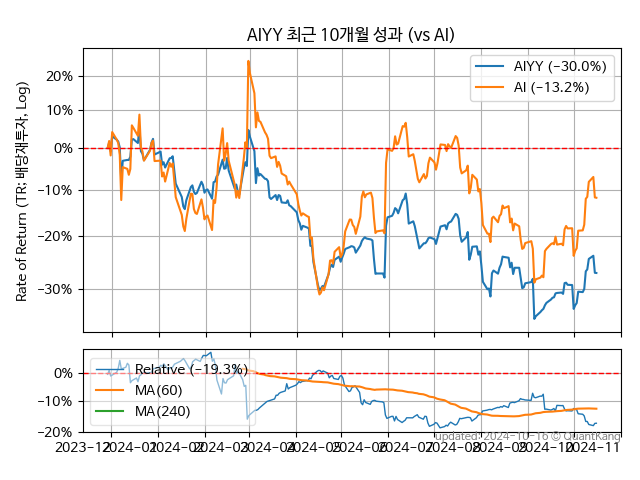 AIYY 최근 10개월 성과 (vs AI)
Rate of Return (TR: 배당재투자, Log)
20%
10%
0%
−10%
−20%
−30%
AIYY (−30.0%)
AI (−13.2%)
0%
−10%
−20%
Relative (−19.3%)
MA(60)
MA(240)
2023−12
2024−01
2024−02
2024−03
2024−04
2024−05
2024−06
2024−07
2024−08
2024−09
2024−10
2024−11
updated: 2024−10−16 © QuantKang